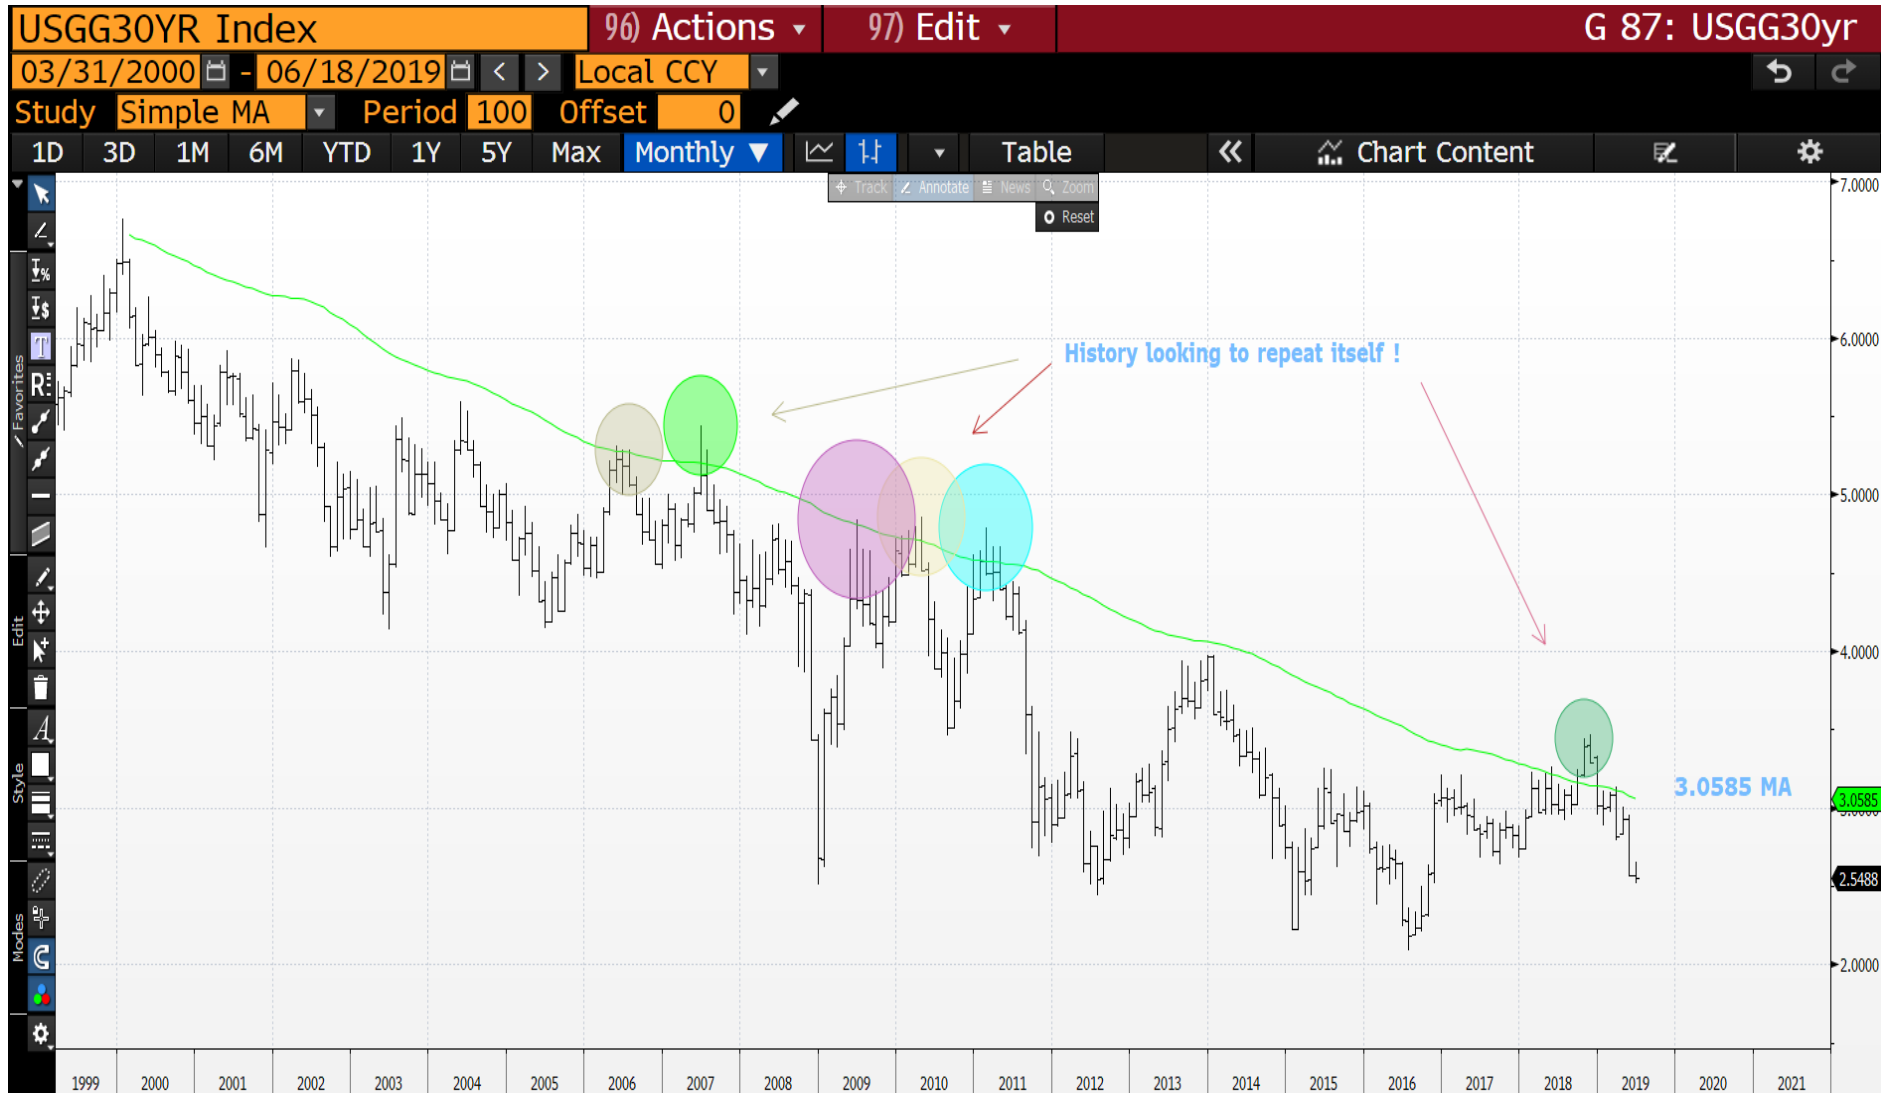 USGG30YR Index 96) Actions 97) Edit G 87: USGG30yr
03/31/2000 - 06/18/2019 < > Local CCY
Study Simple MA Period 100 Offset 0
1D 3D 1M 6M YTD 1Y 5Y Max Monthly ▼ Table « Chart Content
Track Annotate News Zoom
Reset
Favorites
Edit
Style
Modes
%
$
T
R
A
History looking to repeat itself !
3.0585 MA
7.0000
6.0000
5.0000
4.0000
3.0585
3.0000
2.5488
2.0000
1999 2000 2001 2002 2003 2004 2005 2006 2007 2008 2009 2010 2011 2012 2013 2014 2015 2016 2017 2018 2019 2020 2021